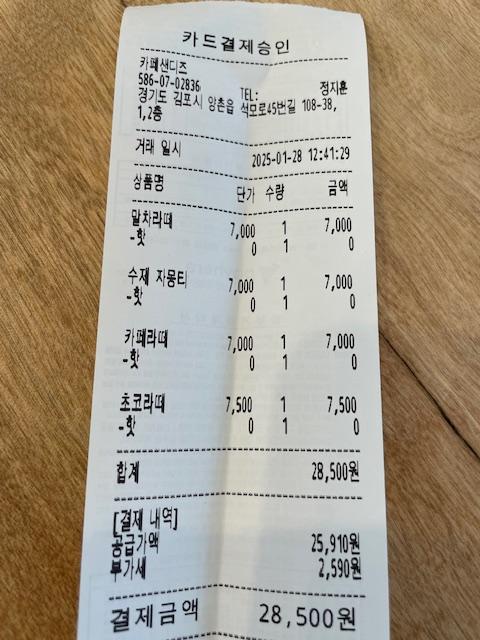 카드결제승인
카페샌디즈
586-07-02836 TEL: 정지훈
경기도 김포시 양촌읍 석모로45번길 108-38,
1,2층
거래 일시 2025-01-28 12:41:29
상품명 단가 수량 금액
말차라떼 7,000 1 7,000
-핫 0 1 0
수제 자몽티 7,000 1 7,000
-핫 0 1 0
카페라떼 7,000 1 7,000
-핫 0 1 0
초코라떼 7,500 1 7,500
-핫 0 1 0
합계 28,500원
[결제 내역]
공급가액 25,910원
부가세 2,590원
결제금액 28,500원